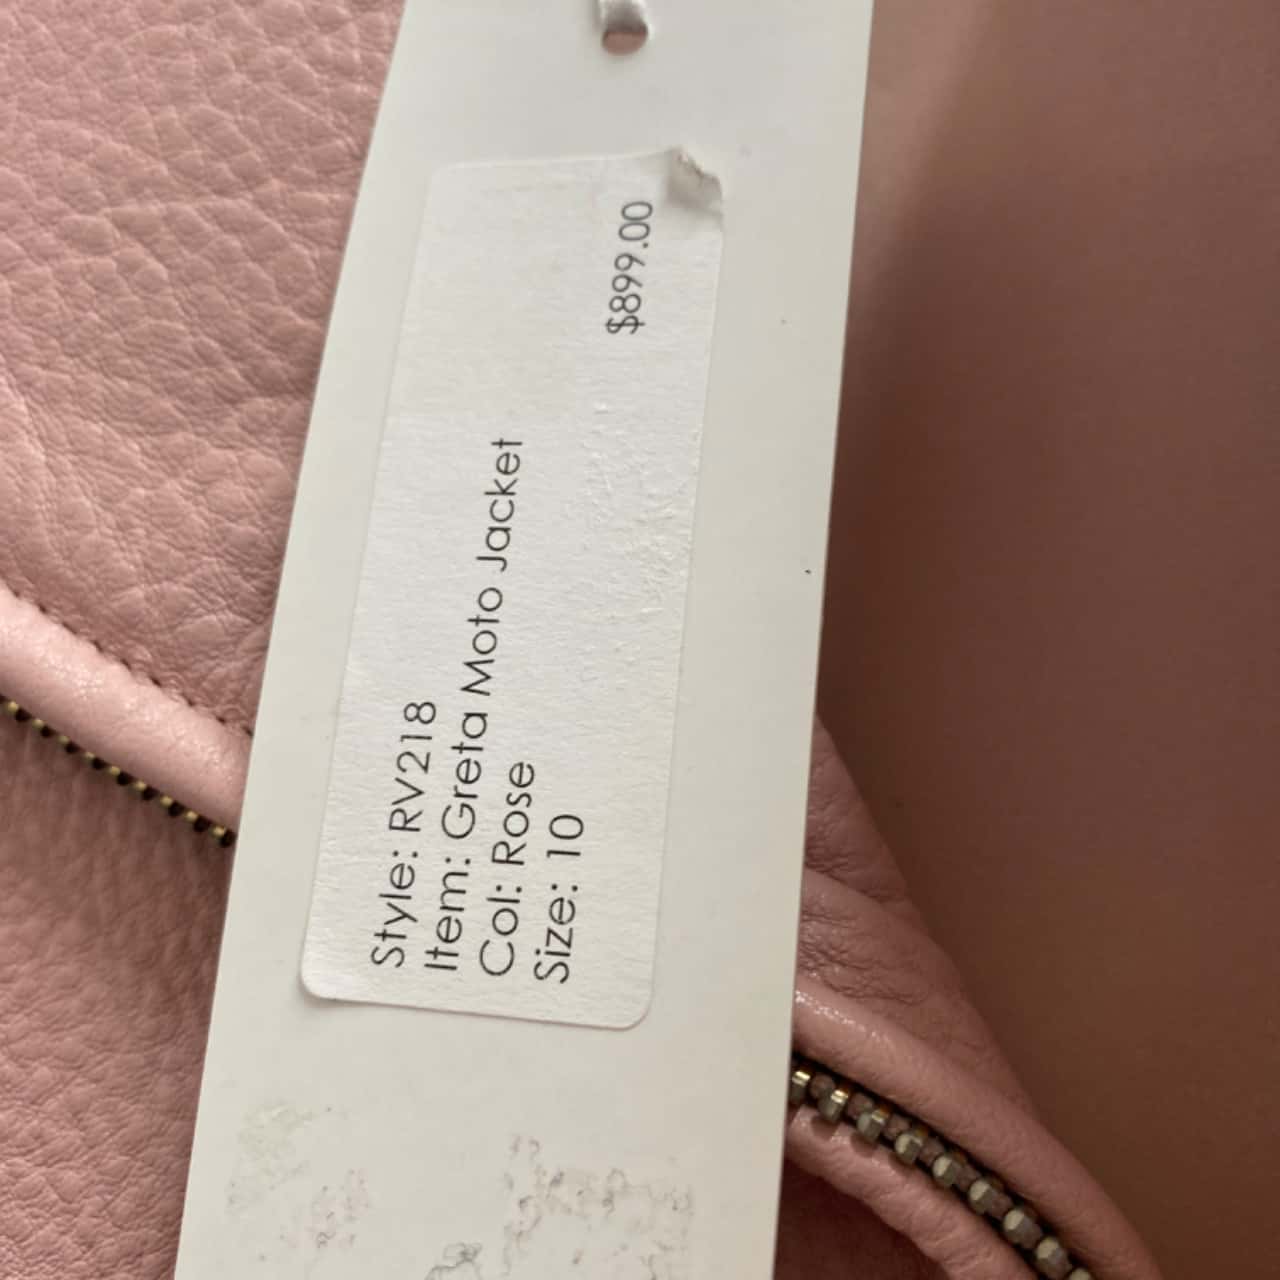 Style: RV218
Item: Greta Moto Jacket
Col: Rose
Size: 10
$899.00